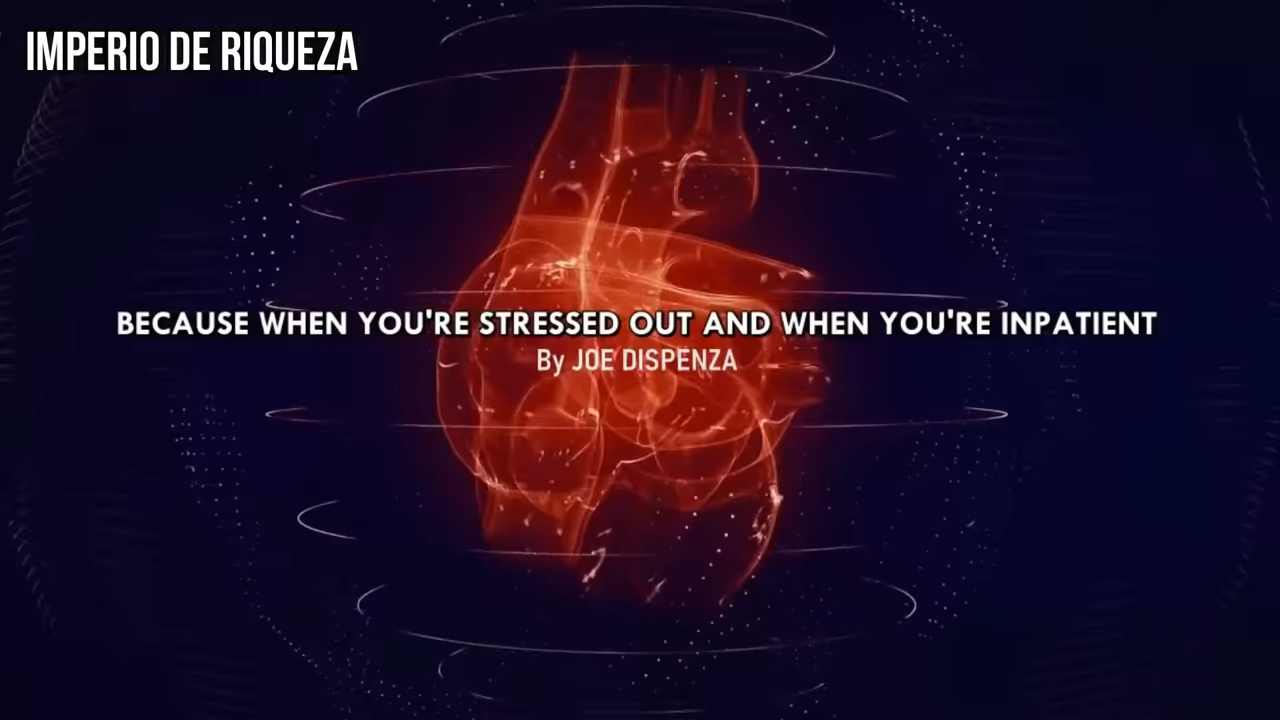 IMPERIO DE RIQUEZA
BECAUSE WHEN YOU'RE STRESSED OUT AND WHEN YOU'RE INPATIENT
By JOE DISPENZA